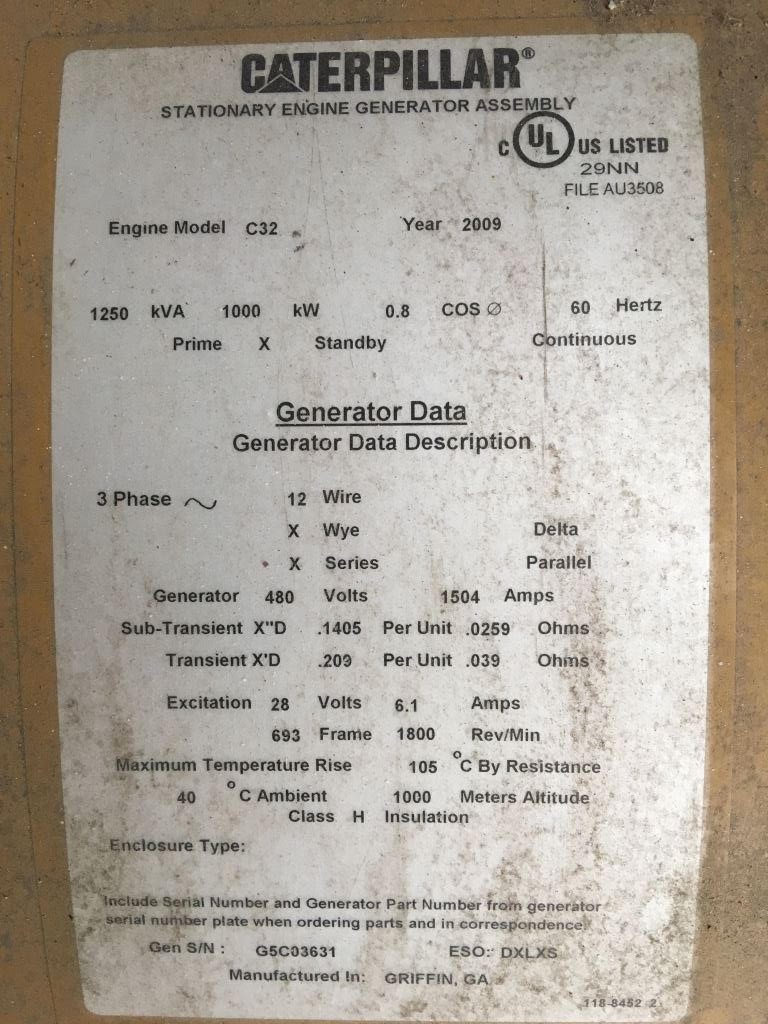 CATERPILLAR®
STATIONARY ENGINE GENERATOR ASSEMBLY
C UL US LISTED
29NN
FILE AU3508
Engine Model C32 Year 2009
1250 kVA 1000 kW 0.8 COS Ø 60 Hertz
Prime X Standby Continuous
Generator Data
Generator Data Description
3 Phase ~ 12 Wire
X Wye Delta
X Series Parallel
Generator 480 Volts 1504 Amps
Sub-Transient X"D .1405 Per Unit .0259 Ohms
Transient X'D .209 Per Unit .039 Ohms
Excitation 28 Volts 6.1 Amps
693 Frame 1800 Rev/Min
Maximum Temperature Rise 105 °C By Resistance
40 °C Ambient 1000 Meters Altitude
Class H Insulation
Enclosure Type:
Include Serial Number and Generator Part Number from generator
serial number plate when ordering parts and in correspondence.
Gen S/N : G5C03631 ESO: DXLXS
Manufactured In: GRIFFIN, GA
118-8452 2